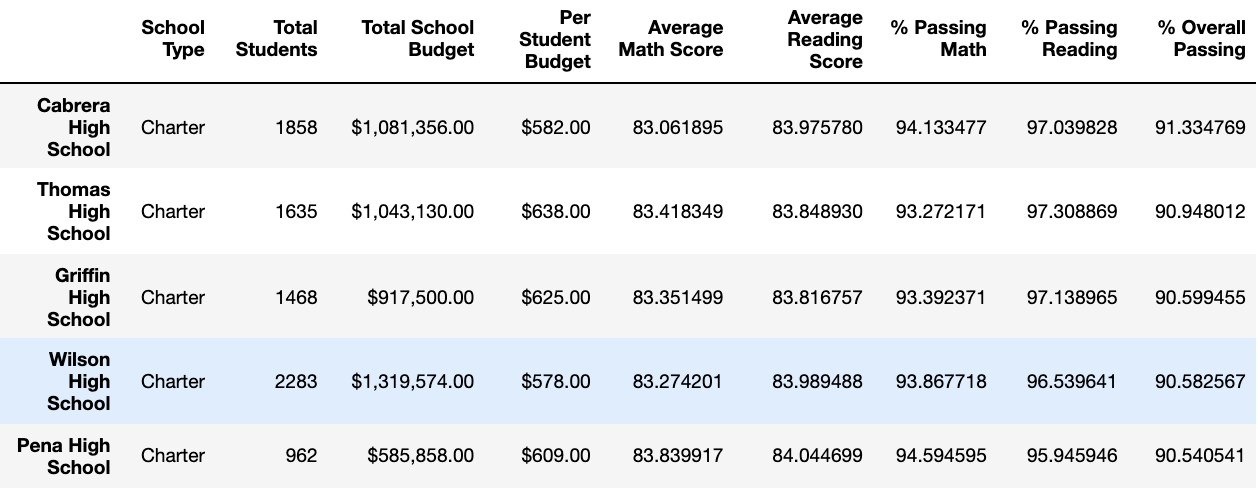 School Type Total Students Total School Budget Per Student Budget Average Math Score Average Reading Score % Passing Math % Passing Reading % Overall Passing
Cabrera High School Charter 1858 $1,081,356.00 $582.00 83.061895 83.975780 94.133477 97.039828 91.334769
Thomas High School Charter 1635 $1,043,130.00 $638.00 83.418349 83.848930 93.272171 97.308869 90.948012
Griffin High School Charter 1468 $917,500.00 $625.00 83.351499 83.816757 93.392371 97.138965 90.599455
Wilson High School Charter 2283 $1,319,574.00 $578.00 83.274201 83.989488 93.867718 96.539641 90.582567
Pena High School Charter 962 $585,858.00 $609.00 83.839917 84.044699 94.594595 95.945946 90.540541